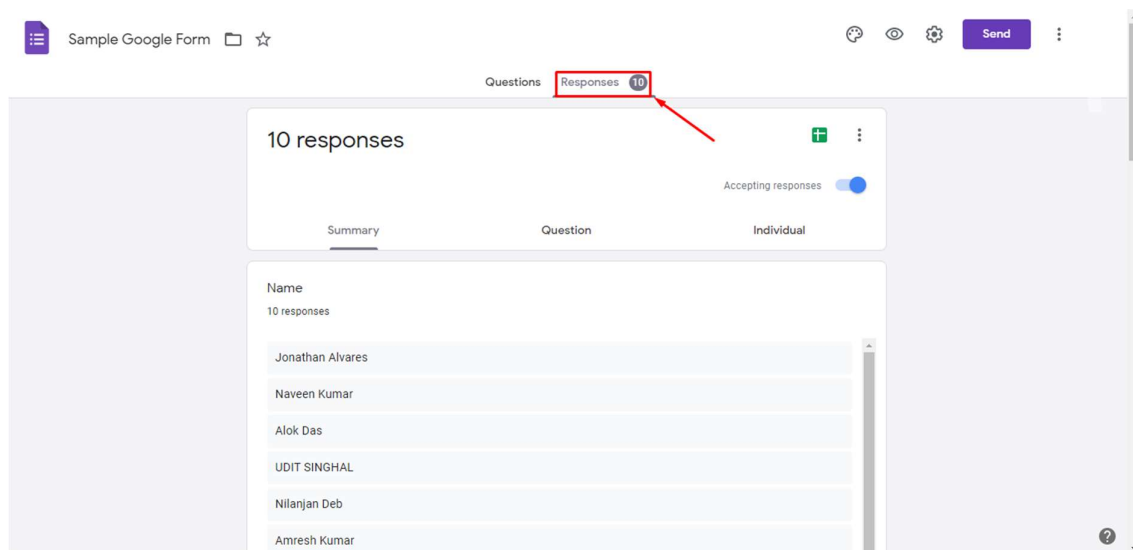 Sample Google Form
Send
Questions Responses 10
10 responses
Accepting responses
Summary Question Individual
Name
10 responses
Jonathan Alvares
Naveen Kumar
Alok Das
UDIT SINGHAL
Nilanjan Deb
Amresh Kumar